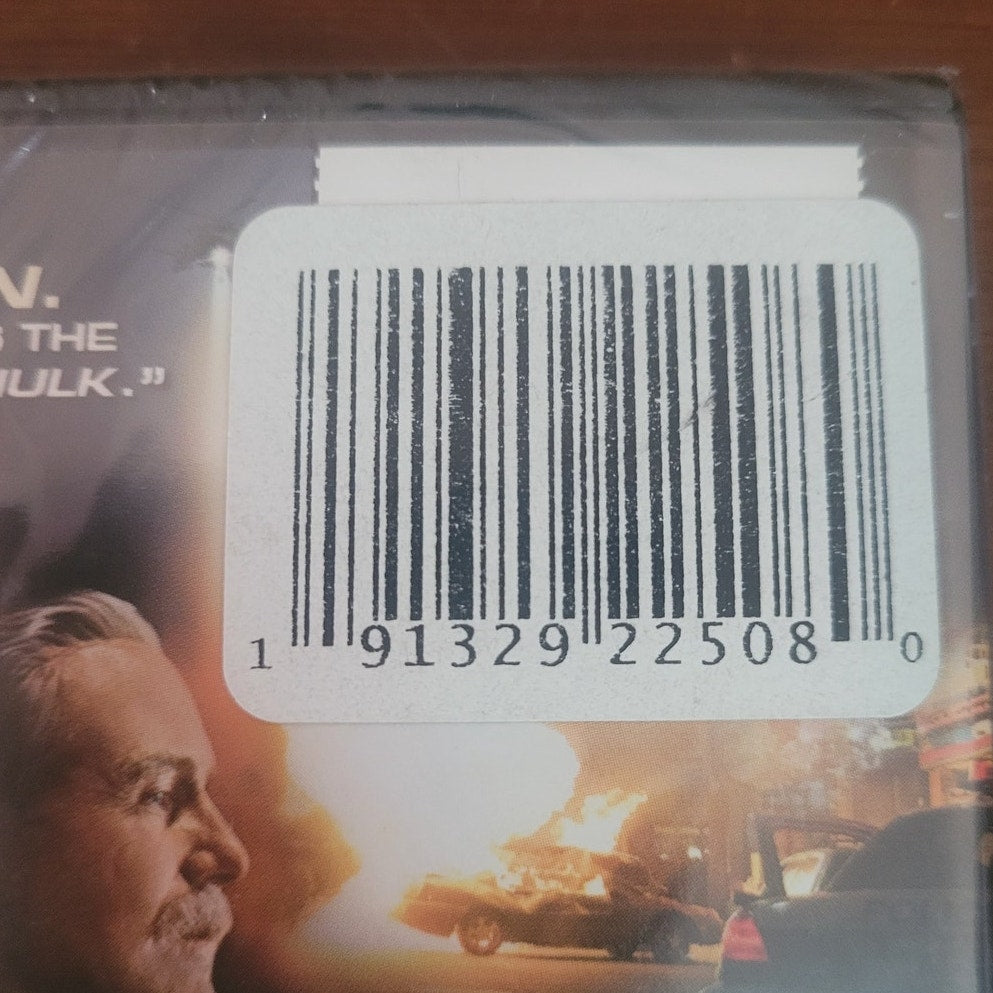 N.
S THE
HULK.”
1 91329 22508 0